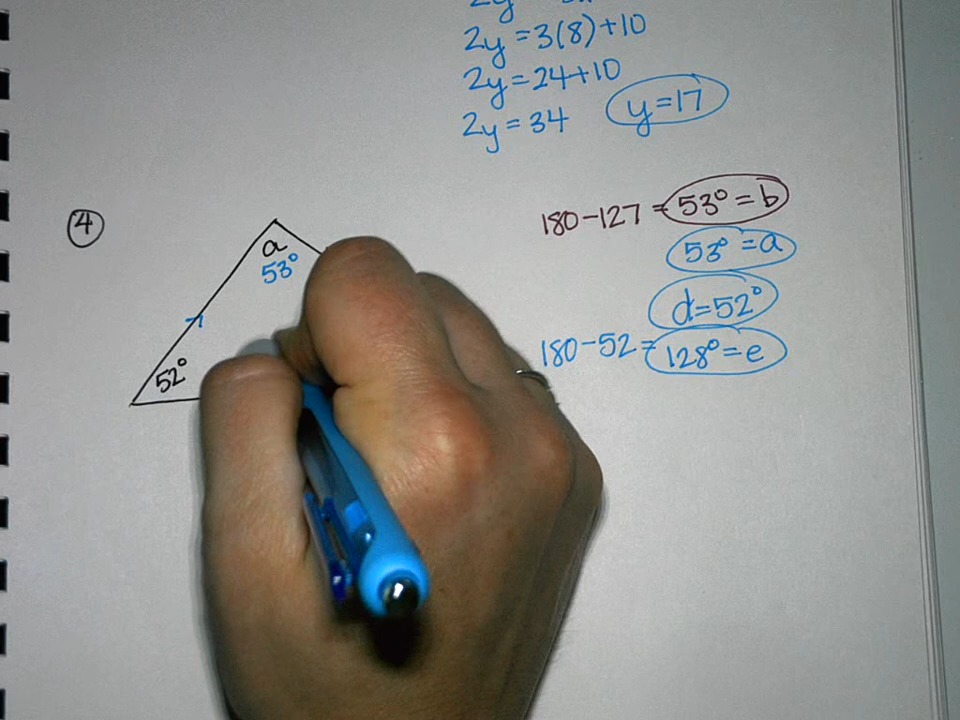 2y = 3(8)+10
2y = 24+10
2y = 34
y=17
180-127 = 53° = b
53° = a
d=52°
180-52= 128° = e
4
a
53°
52°